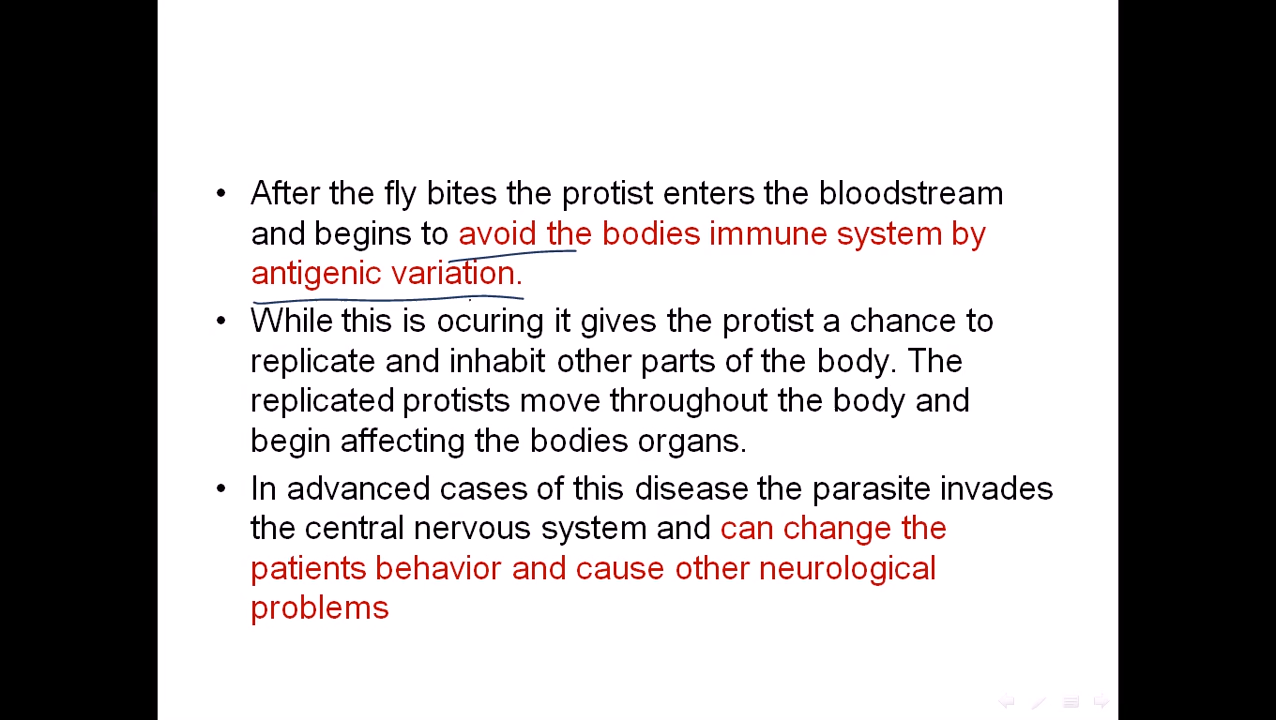 • After the fly bites the protist enters the bloodstream
and begins to avoid the bodies immune system by
antigenic variation.
• While this is ocuring it gives the protist a chance to
replicate and inhabit other parts of the body. The
replicated protists move throughout the body and
begin affecting the bodies organs.
• In advanced cases of this disease the parasite invades
the central nervous system and can change the
patients behavior and cause other neurological
problems